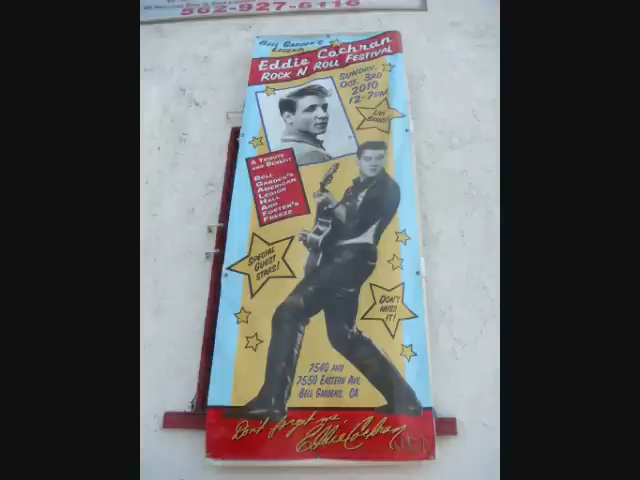 562-927-6116
Bell Garden's
Legend
Eddie Cochran
Rock N Roll Festival
Sunday,
Oct. 3rd
2010
12-7PM
Live
Bands!
A Tribute
and Benefit
Bell
Garden's
American
Legion
Hall
And
Foster's
Freeze
Special
Guest
Stars!
Don't
Miss
It!
7540 and
7550 Eastern Ave,
Bell Gardens, CA
Don't forget me
Eddie Cochran